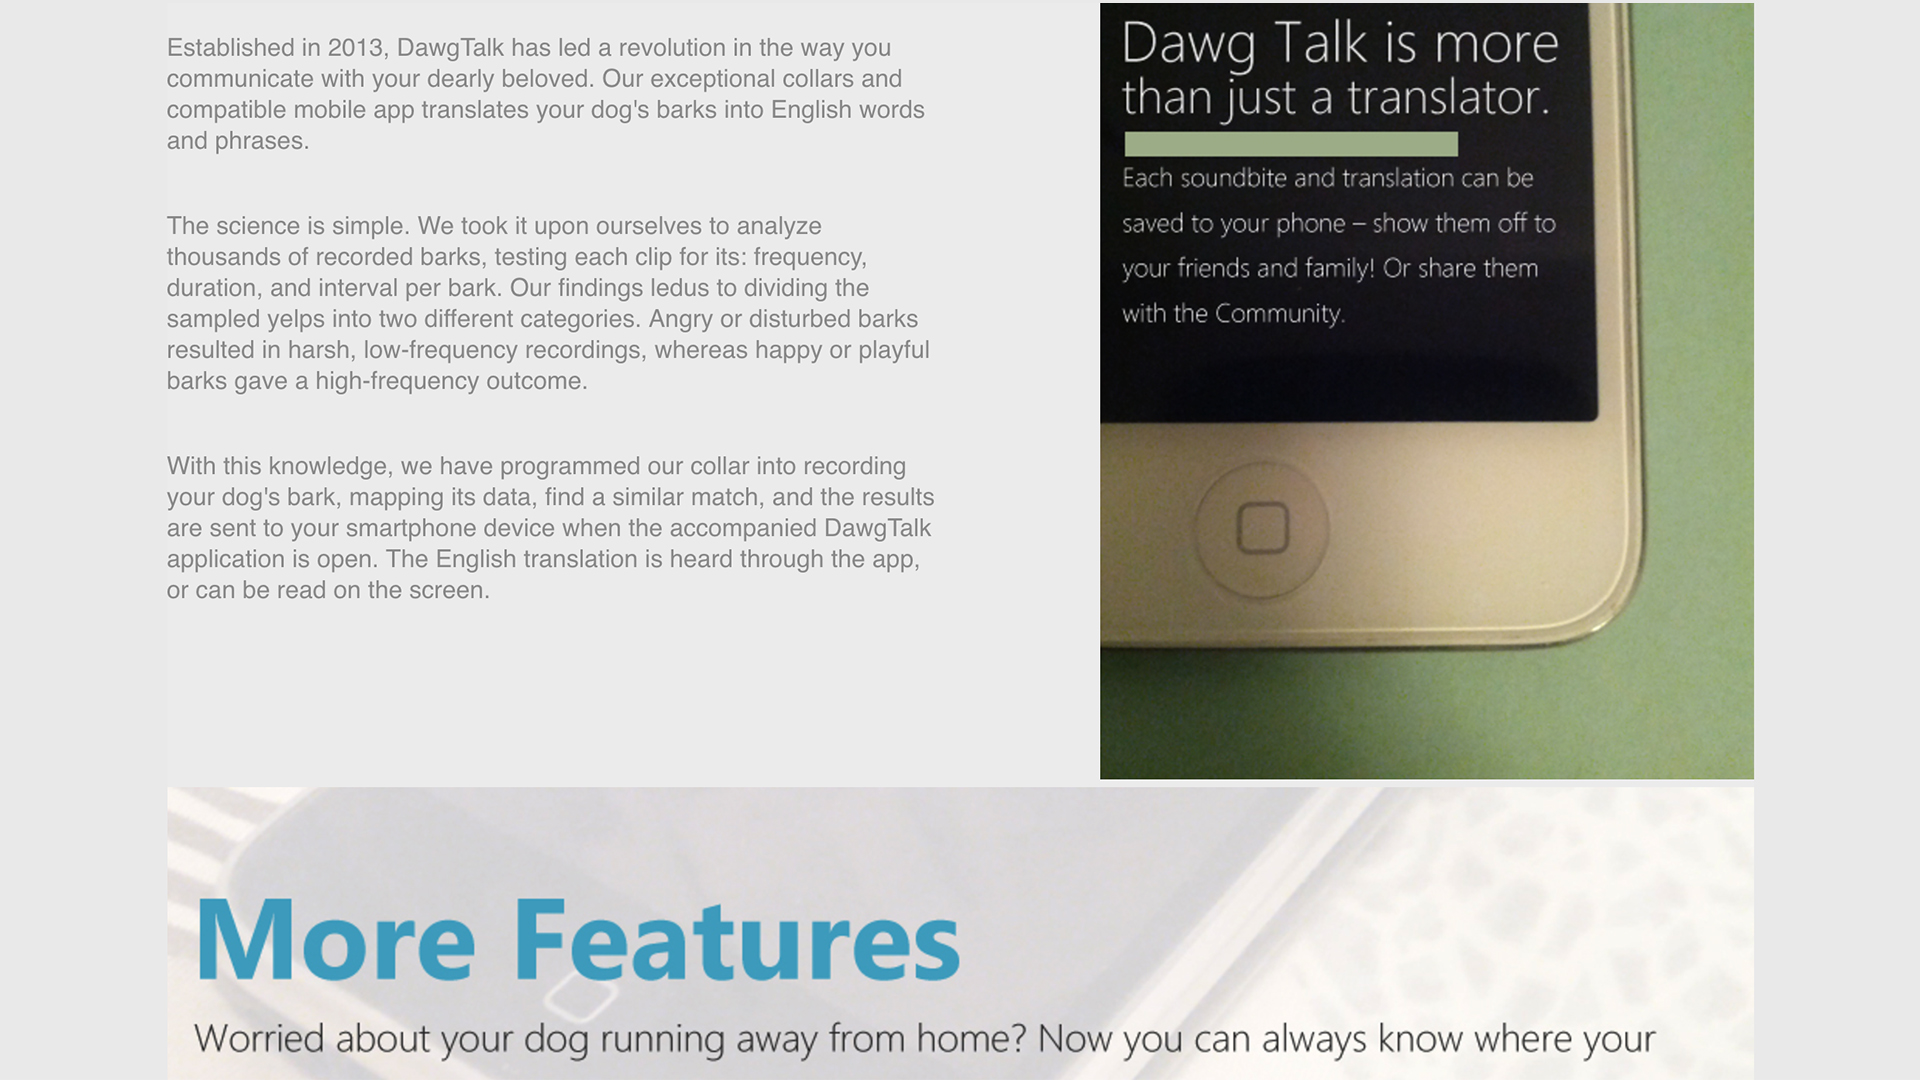 Established in 2013, DawgTalk has led a revolution in the way you
communicate with your dearly beloved. Our exceptional collars and
compatible mobile app translates your dog's barks into English words
and phrases.
The science is simple. We took it upon ourselves to analyze
thousands of recorded barks, testing each clip for its: frequency,
duration, and interval per bark. Our findings ledus to dividing the
sampled yelps into two different categories. Angry or disturbed barks
resulted in harsh, low-frequency recordings, whereas happy or playful
barks gave a high-frequency outcome.
With this knowledge, we have programmed our collar into recording
your dog's bark, mapping its data, find a similar match, and the results
are sent to your smartphone device when the accompanied DawgTalk
application is open. The English translation is heard through the app,
or can be read on the screen.
Dawg Talk is more
than just a translator.
Each soundbite and translation can be
saved to your phone – show them off to
your friends and family! Or share them
with the Community.
More Features
Worried about your dog running away from home? Now you can always know where your